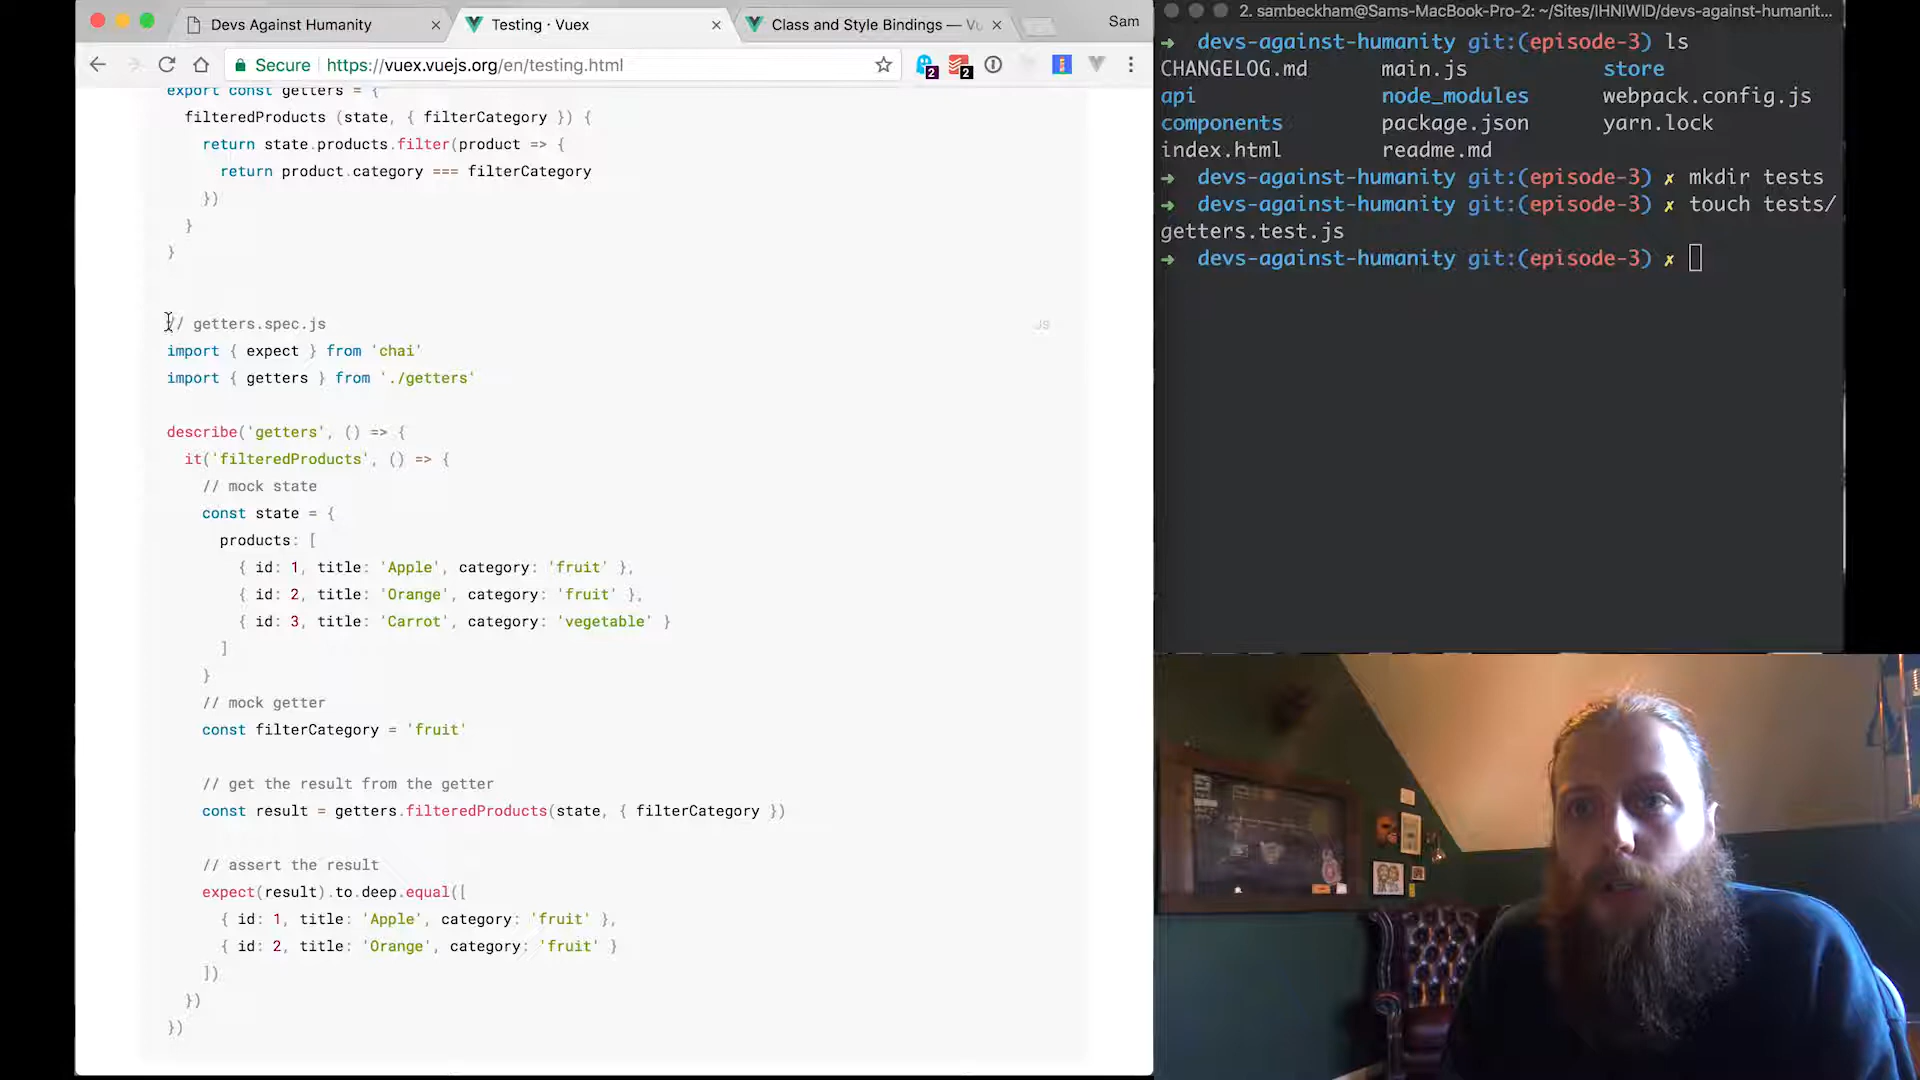 Devs Against Humanity
Testing · Vuex
Class and Style Bindings — Vu
Sam
Secure
https://vuex.vuejs.org/en/testing.html
2
2
export const getters = {
filteredProducts (state, { filterCategory }) {
return state.products.filter(product => {
return product.category === filterCategory
})
}
}
// getters.spec.js
JS
import { expect } from 'chai'
import { getters } from './getters'
describe('getters', () => {
it('filteredProducts', () => {
// mock state
const state = {
products: [
{ id: 1, title: 'Apple', category: 'fruit' },
{ id: 2, title: 'Orange', category: 'fruit' },
{ id: 3, title: 'Carrot', category: 'vegetable' }
]
}
// mock getter
const filterCategory = 'fruit'
// get the result from the getter
const result = getters.filteredProducts(state, { filterCategory })
// assert the result
expect(result).to.deep.equal([
{ id: 1, title: 'Apple', category: 'fruit' },
{ id: 2, title: 'Orange', category: 'fruit' }
])
})
})
2. sambeckham@Sams-MacBook-Pro-2: ~/Sites/IHNIWID/devs-against-humanit...
➜ devs-against-humanity git:(episode-3) ls
CHANGELOG.md main.js store
api node_modules webpack.config.js
components package.json yarn.lock
index.html readme.md
➜ devs-against-humanity git:(episode-3) ✗ mkdir tests
➜ devs-against-humanity git:(episode-3) ✗ touch tests/
getters.test.js
➜ devs-against-humanity git:(episode-3) ✗